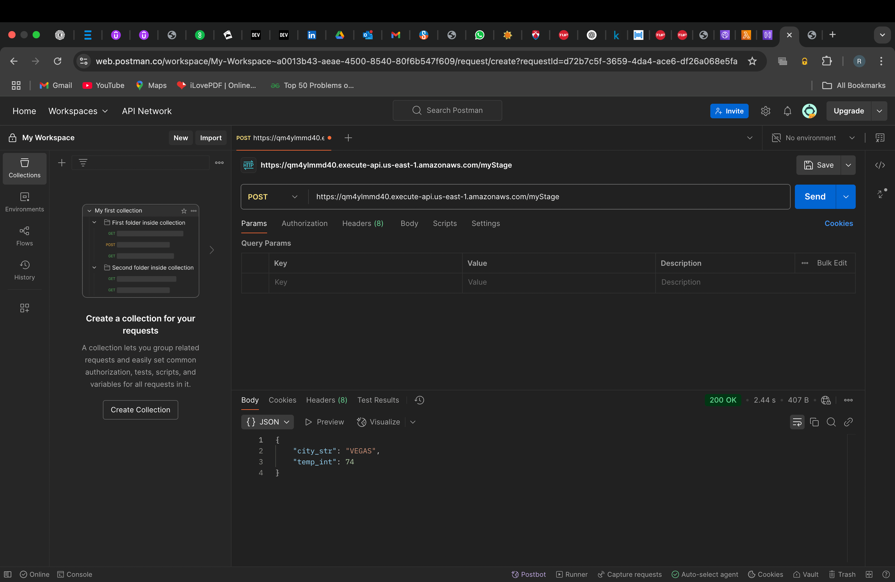 web.postman.co/workspace/My-Workspace~a0013b43-aeae-4500-8540-80f6b547f609/request/create?requestId=d72b7c5f-3659-4da4-ace6-df26a068e5fa
Gmail YouTube Maps iLovePDF | Online... Top 50 Problems o... All Bookmarks
Home Workspaces API Network Search Postman Invite Upgrade
My Workspace New Import POST https://qm4ylmmd40.e No environment
Collections
Environments
Flows
History
My first collection
First folder inside collection
GET
POST
GET
Second folder inside collection
GET
GET
Create a collection for your
requests
A collection lets you group related
requests and easily set common
authorization, tests, scripts, and
variables for all requests in it.
Create Collection
HTTP https://qm4ylmmd40.execute-api.us-east-1.amazonaws.com/myStage Save
POST https://qm4ylmmd40.execute-api.us-east-1.amazonaws.com/myStage Send
Params Authorization Headers (8) Body Scripts Settings Cookies
Query Params
Key Value Description Bulk Edit
Key Value Description
Body Cookies Headers (8) Test Results 200 OK 2.44 s 407 B
{} JSON Preview Visualize
1 {
2 "city_str": "VEGAS",
3 "temp_int": 74
4 }
Online Console Postbot Runner Capture requests Auto-select agent Cookies Vault Trash